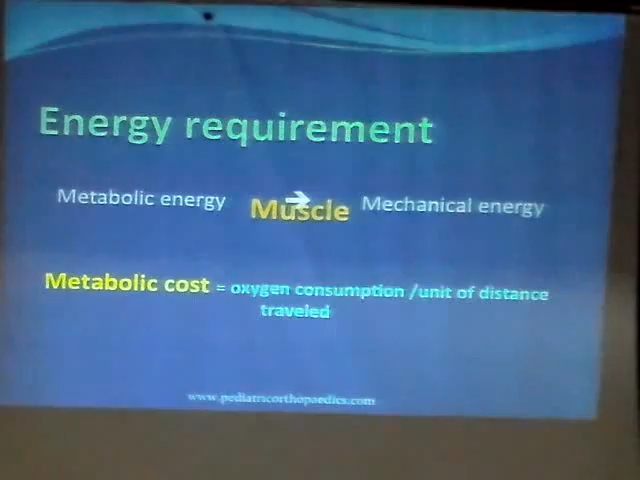 Energy requirement
Metabolic energy → Muscle Mechanical energy
Metabolic cost = oxygen consumption /unit of distance
traveled
www.pediatricorthopaedics.com